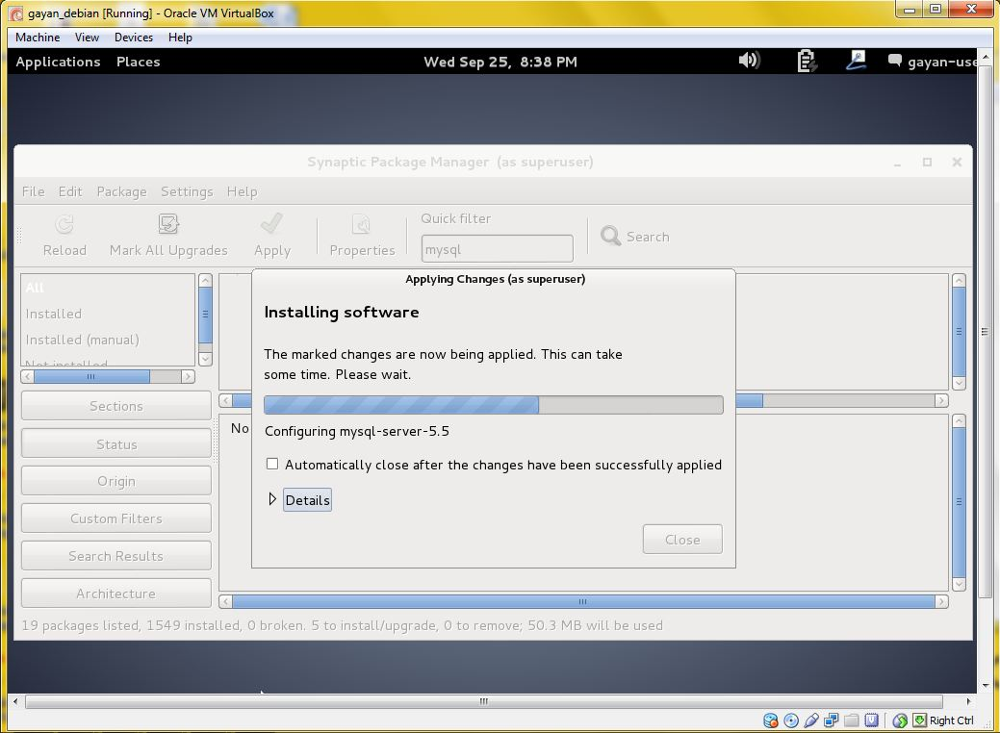 gayan_debian [Running] - Oracle VM VirtualBox
Machine View Devices Help
Applications Places Wed Sep 25, 8:38 PM gayan-use
Synaptic Package Manager (as superuser)
File Edit Package Settings Help
Quick filter
Reload Mark All Upgrades Apply Properties mysql Search
All
Installed
Installed (manual)
Not installed
Sections
Status
Origin
Custom Filters
Search Results
Architecture
No
Applying Changes (as superuser)
Installing software
The marked changes are now being applied. This can take
some time. Please wait.
Configuring mysql-server-5.5
Automatically close after the changes have been successfully applied
Details
Close
19 packages listed, 1549 installed, 0 broken. 5 to install/upgrade, 0 to remove; 50.3 MB will be used
Right Ctrl